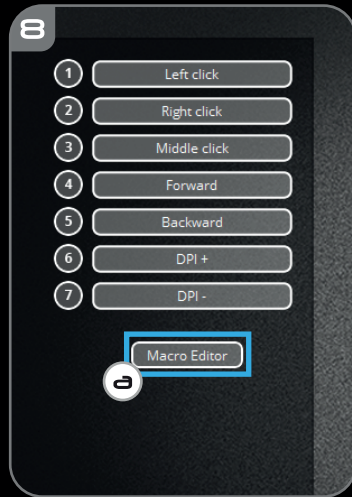 8
1 Left click
2 Right click
3 Middle click
4 Forward
5 Backward
6 DPI +
7 DPI -
Macro Editor
a